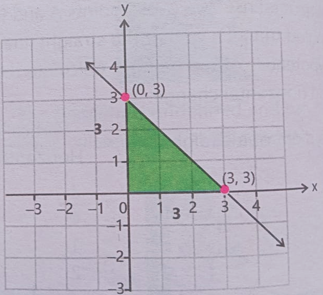 y
4
3 (0, 3)
–3 2
1
(3, 3)
x
–3 –2 –1 0 1 3 2 3 4
–1
–2
–3